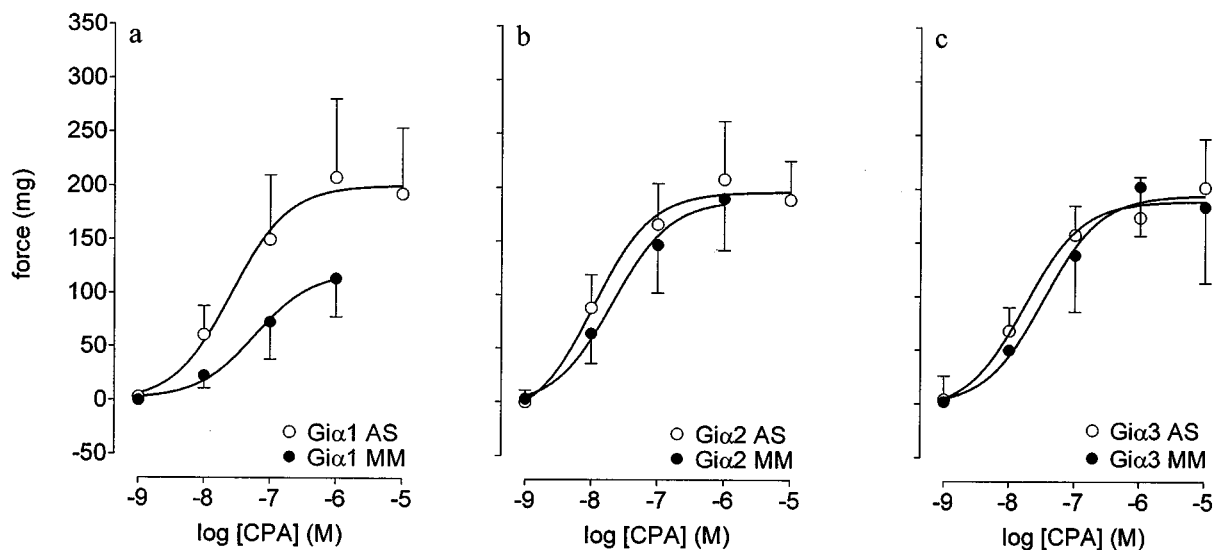 a
b
c
350
300
250
200
150
100
50
0
-50
force (mg)
Giα1 AS
Giα1 MM
Giα2 AS
Giα2 MM
Giα3 AS
Giα3 MM
-9 -8 -7 -6 -5
-9 -8 -7 -6 -5
-9 -8 -7 -6 -5
log [CPA] (M)
log [CPA] (M)
log [CPA] (M)